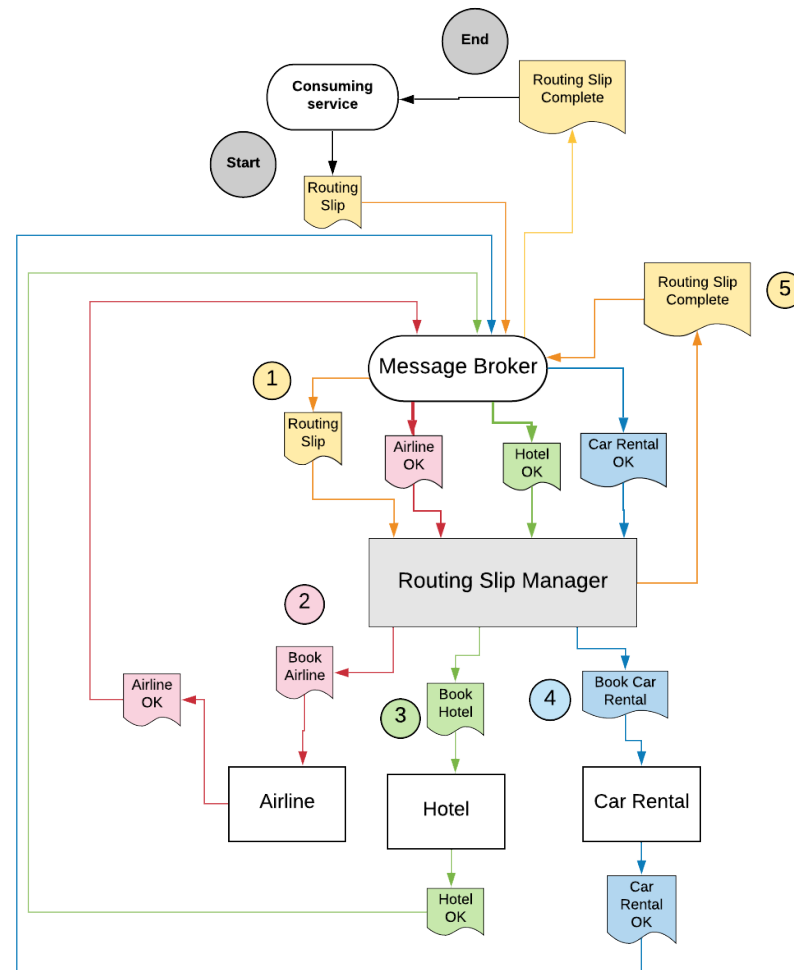 End
Consuming
service
Routing Slip
Complete
Start
Routing
Slip
Routing Slip
Complete
5
Message Broker
1
Routing
Slip
Airline
OK
Hotel
OK
Car Rental
OK
Routing Slip Manager
2
Book
Airline
Airline
OK
3
Book
Hotel
4
Book Car
Rental
Airline
Hotel
Car Rental
Hotel
OK
Car
Rental
OK